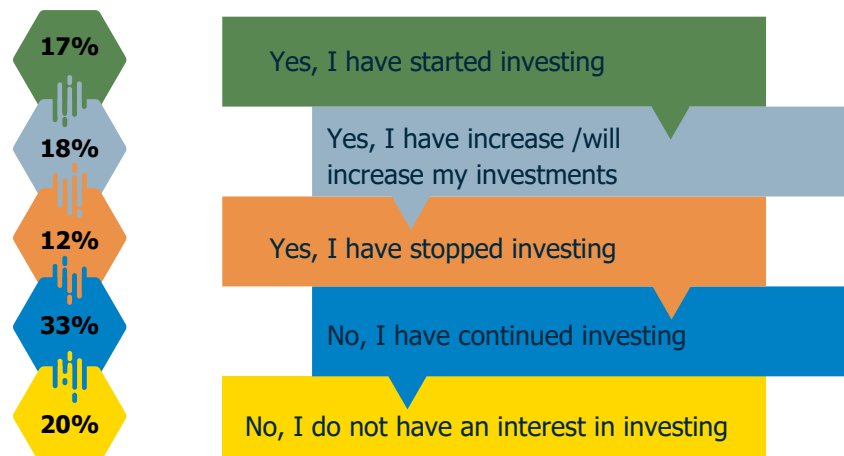 17%
Yes, I have started investing
18%
Yes, I have increase /will
increase my investments
12%
Yes, I have stopped investing
33%
No, I have continued investing
20%
No, I do not have an interest in investing